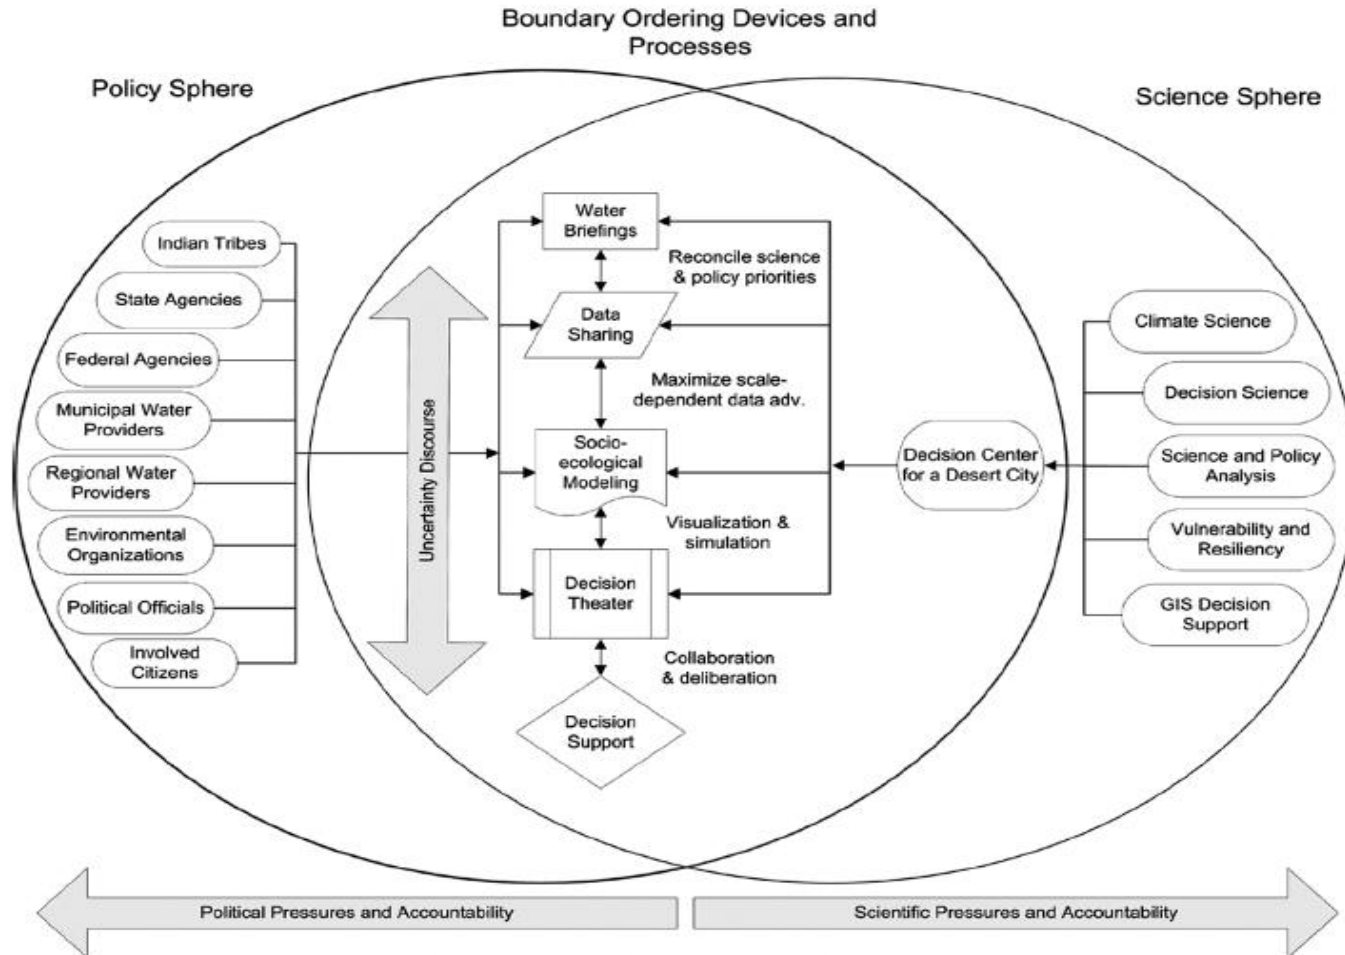 Boundary Ordering Devices and
Processes
Policy Sphere
Science Sphere
Indian Tribes
State Agencies
Federal Agencies
Municipal Water
Providers
Regional Water
Providers
Environmental
Organizations
Political Officials
Involved
Citizens
Uncertainty Discourse
Water
Briefings
Reconcile science
& policy priorities
Data
Sharing
Maximize scale-
dependent data adv.
Socio-
ecological
Modeling
Visualization &
simulation
Decision
Theater
Collaboration
& deliberation
Decision
Support
Decision Center
for a Desert City
Climate Science
Decision Science
Science and Policy
Analysis
Vulnerability and
Resiliency
GIS Decision
Support
Political Pressures and Accountability
Scientific Pressures and Accountability